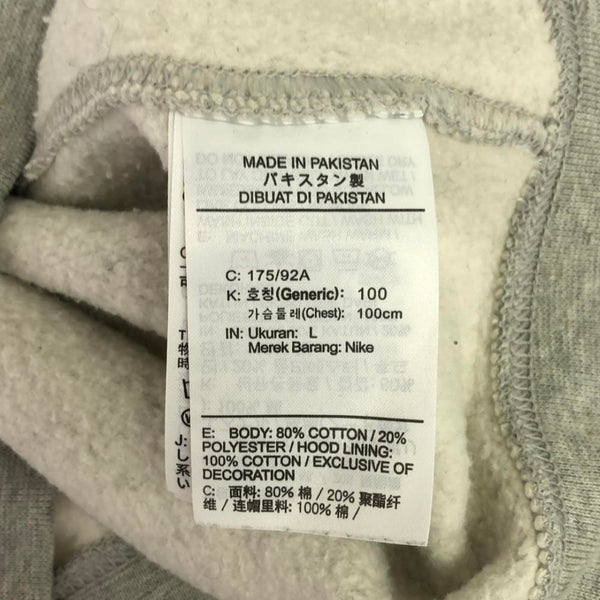 MADE IN PAKISTAN
パキスタン製
DIBUAT DI PAKISTAN
C: 175/92A
K: 호칭(Generic): 100
가슴둘레(Chest): 100cm
IN: Ukuran: L
Merek Barang: Nike
E: BODY: 80% COTTON / 20%
POLYESTER / HOOD LINING:
100% COTTON / EXCLUSIVE OF
DECORATION
C: 面料: 80% 棉 / 20% 聚酯纤
维 / 连帽里料: 100% 棉 /